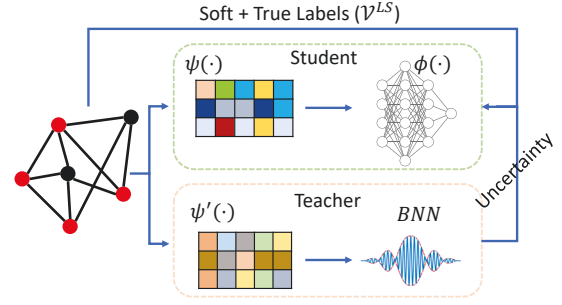 Soft + True Labels (𝒱^{LS})
ψ(·)
Student
ϕ(·)
Uncertainty
Teacher
ψ′(·)
BNN